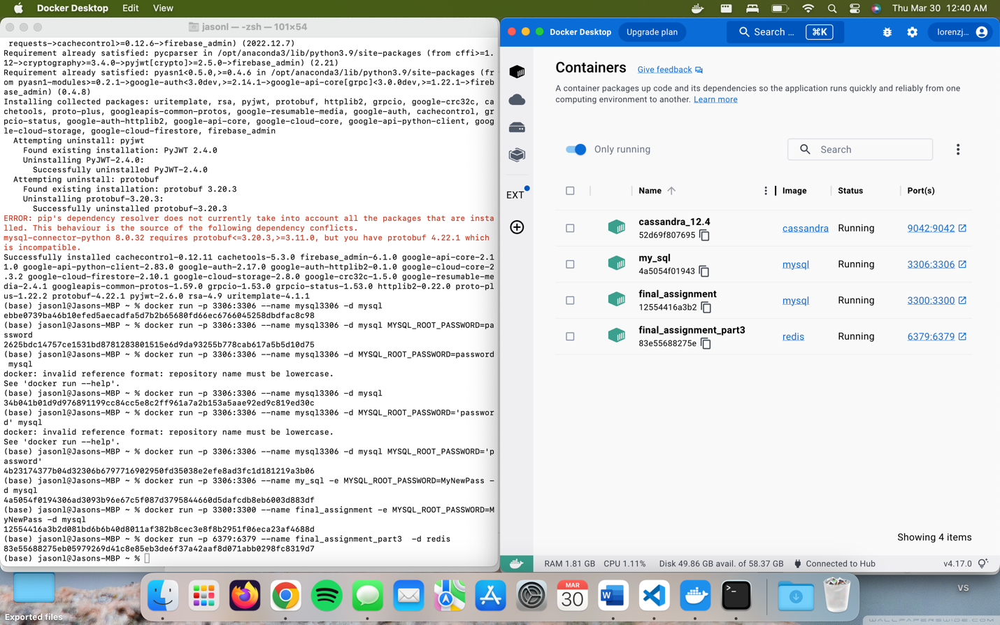 Docker Desktop Edit View
Thu Mar 30 12:40 AM
jasonl — -zsh — 101×54
requests->cachecontrol>=0.12.6->firebase_admin) (2022.12.7)
Requirement already satisfied: pycparser in /opt/anaconda3/lib/python3.9/site-packages (from cffi>=1.
12->cryptography>=3.4.0->pyjwt[crypto]>=2.5.0->firebase_admin) (2.21)
Requirement already satisfied: pyasn1<0.5.0,>=0.4.6 in /opt/anaconda3/lib/python3.9/site-packages (fr
om pyasn1-modules>=0.2.1->google-auth<3.0dev,>=2.14.1->google-api-core[grpc]<3.0.0dev,>=1.22.1->fireb
ase_admin) (0.4.8)
Installing collected packages: uritemplate, rsa, pyjwt, protobuf, httplib2, grpcio, google-crc32c, ca
chetools, proto-plus, googleapis-common-protos, google-resumable-media, google-auth, cachecontrol, gr
pcio-status, google-auth-httplib2, google-api-core, google-cloud-core, google-api-python-client, goog
le-cloud-storage, google-cloud-firestore, firebase_admin
Attempting uninstall: pyjwt
Found existing installation: PyJWT 2.4.0
Uninstalling PyJWT-2.4.0:
Successfully uninstalled PyJWT-2.4.0
Attempting uninstall: protobuf
Found existing installation: protobuf 3.20.3
Uninstalling protobuf-3.20.3:
Successfully uninstalled protobuf-3.20.3
ERROR: pip's dependency resolver does not currently take into account all the packages that are insta
lled. This behaviour is the source of the following dependency conflicts.
mysql-connector-python 8.0.32 requires protobuf<=3.20.3,>=3.11.0, but you have protobuf 4.22.1 which
is incompatible.
Successfully installed cachecontrol-0.12.11 cachetools-5.3.0 firebase_admin-6.1.0 google-api-core-2.1
1.0 google-api-python-client-2.83.0 google-auth-2.17.0 google-auth-httplib2-0.1.0 google-cloud-core-2
.3.2 google-cloud-firestore-2.10.1 google-cloud-storage-2.8.0 google-crc32c-1.5.0 google-resumable-me
dia-2.4.1 googleapis-common-protos-1.59.0 grpcio-1.53.0 grpcio-status-1.53.0 httplib2-0.22.0 proto-pl
us-1.22.2 protobuf-4.22.1 pyjwt-2.6.0 rsa-4.9 uritemplate-4.1.1
(base) jasonl@Jasons-MBP ~ % docker run -p 3306:3306 --name mysql3306 -d mysql
ebbe0739ba46b10efed5aecadfa5d7b2b65680fd66ec6766045258dbdfac8c98
(base) jasonl@Jasons-MBP ~ % docker run -p 3306:3306 --name mysql3306 -d mysql MYSQL_ROOT_PASSWORD=pa
ssword
2625bdc14757ce1531bd8781283801515e6d9da93255b778cab617a5b5d10d75
(base) jasonl@Jasons-MBP ~ % docker run -p 3306:3306 --name mysql3306 -d MYSQL_ROOT_PASSWORD=password
mysql
docker: invalid reference format: repository name must be lowercase.
See 'docker run --help'.
(base) jasonl@Jasons-MBP ~ % docker run -p 3306:3306 --name mysql3306 -d mysql
34b041b01d9d976891199cc84cc5e8c2ff961a7a2b153a5aae92ed9c819ed30c
(base) jasonl@Jasons-MBP ~ % docker run -p 3306:3306 --name mysql3306 -d MYSQL_ROOT_PASSWORD='passwor
d' mysql
docker: invalid reference format: repository name must be lowercase.
See 'docker run --help'.
(base) jasonl@Jasons-MBP ~ % docker run -p 3306:3306 --name mysql3306 -d mysql MYSQL_ROOT_PASSWORD='p
assword'
4b23174377b04d32306b6797716902950fd35038e2efe8ad3fc1d181219a3b06
(base) jasonl@Jasons-MBP ~ % docker run -p 3306:3306 --name my_sql -e MYSQL_ROOT_PASSWORD=MyNewPass -
d mysql
4a5054f0194306ad3093b96e67c5f087d3795844660d5dafcdb8eb6003d883df
(base) jasonl@Jasons-MBP ~ % docker run -p 3300:3300 --name final_assignment -e MYSQL_ROOT_PASSWORD=M
yNewPass -d mysql
12554416a3b2d081bd6b6b40d8011af382b8cec3e8f8b2951f06eca23af4688d
(base) jasonl@Jasons-MBP ~ % docker run -p 6379:6379 --name final_assignment_part3  -d redis
83e55688275eb05979269d41c8e85eb3de6f37a42aaf8d071abb0298fc8319d7
(base) jasonl@Jasons-MBP ~ %
Docker Desktop Upgrade plan Search ... ⌘K lorenzj...
Containers Give feedback
A container packages up code and its dependencies so the application runs quickly and reliably from one
computing environment to another. Learn more
Only running Search
EXT
Name Image Status Port(s)
cassandra_12.4
52d69f807695 cassandra Running 9042:9042
my_sql
4a5054f01943 mysql Running 3306:3306
final_assignment
12554416a3b2 mysql Running 3300:3300
final_assignment_part3
83e55688275e redis Running 6379:6379
Showing 4 items
RAM 1.81 GB CPU 1.11% Disk 49.86 GB avail. of 58.37 GB Connected to Hub v4.17.0
MAR
30
W
>_
VS
Exported files
WALLPAPERSWIDE.COM